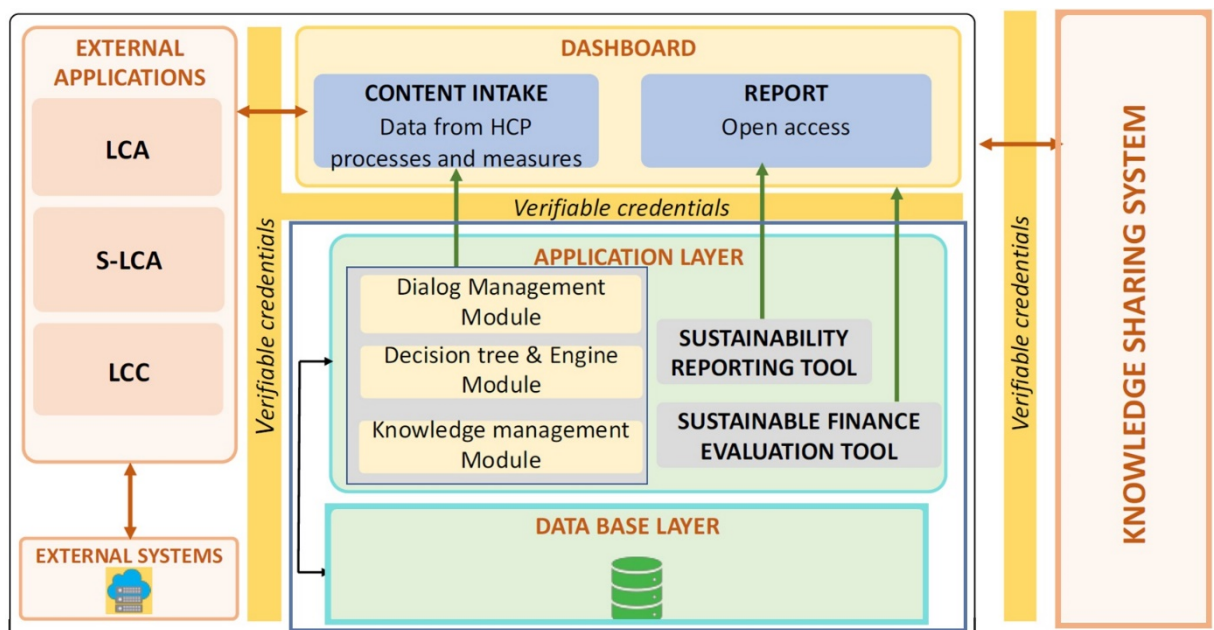 EXTERNAL
APPLICATIONS
LCA
S-LCA
LCC
EXTERNAL SYSTEMS
Verifiable credentials
DASHBOARD
CONTENT INTAKE
Data from HCP
processes and measures
REPORT
Open access
Verifiable credentials
APPLICATION LAYER
Dialog Management
Module
Decision tree & Engine
Module
Knowledge management
Module
SUSTAINABILITY
REPORTING TOOL
SUSTAINABLE FINANCE
EVALUATION TOOL
DATA BASE LAYER
Verifiable credentials
KNOWLEDGE SHARING SYSTEM